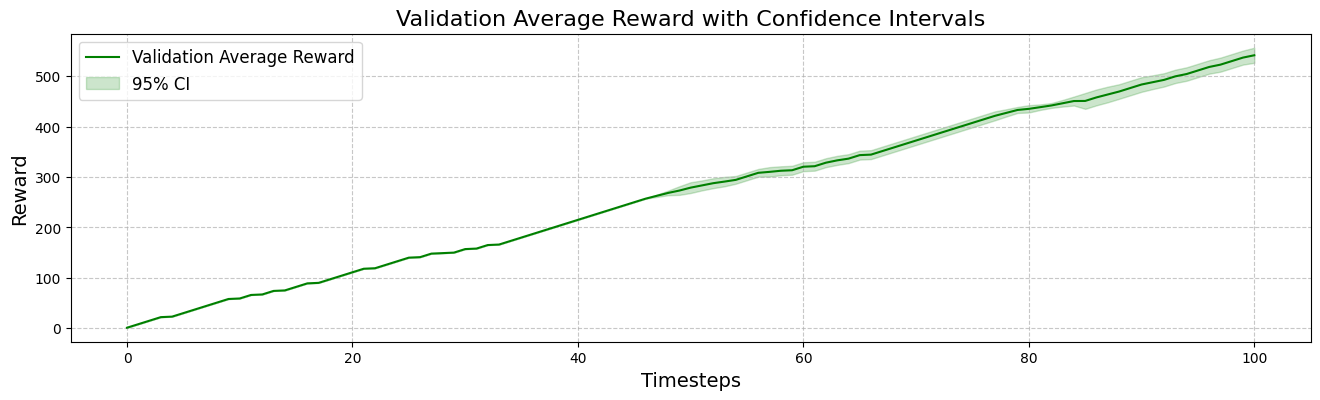 Validation Average Reward with Confidence Intervals
Validation Average Reward
95% CI
Reward
500
400
300
200
100
0
0 20 40 60 80 100
Timesteps